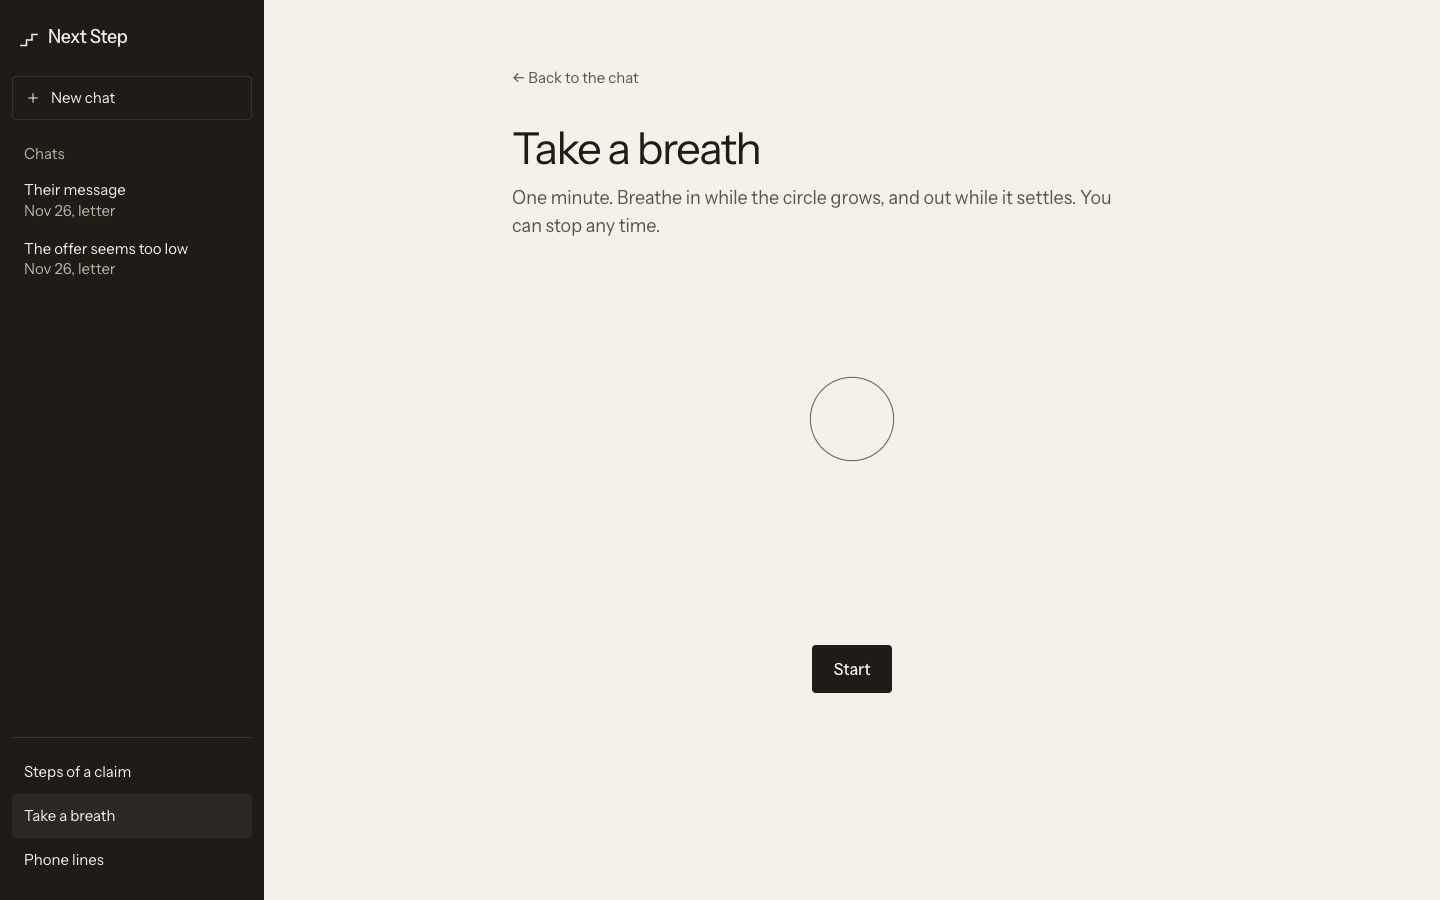 Next Step
+ New chat
Chats
Their message
Nov 26, letter
The offer seems too low
Nov 26, letter
Steps of a claim
Take a breath
Phone lines
← Back to the chat
Take a breath
One minute. Breathe in while the circle grows, and out while it settles. You
can stop any time.
Start